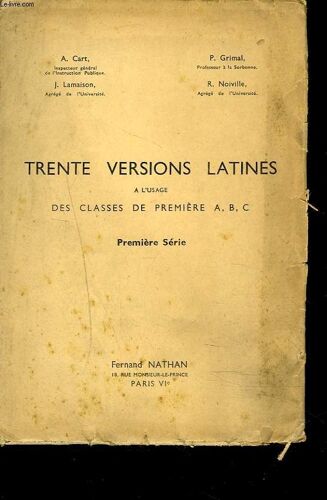 Le-livre.com
A. Cart,
Inspecteur général
de l'Instruction Publique.
P. Grimal,
Professeur à la Sorbonne.
J. Lamaison,
Agrégé de l'Université.
R. Noiville,
Agrégé de l'Université.
TRENTE VERSIONS LATINES
A L'USAGE
DES CLASSES DE PREMIÈRE A, B, C
Première Série
Fernand NATHAN
18, RUE MONSIEUR-LE-PRINCE
PARIS VIe